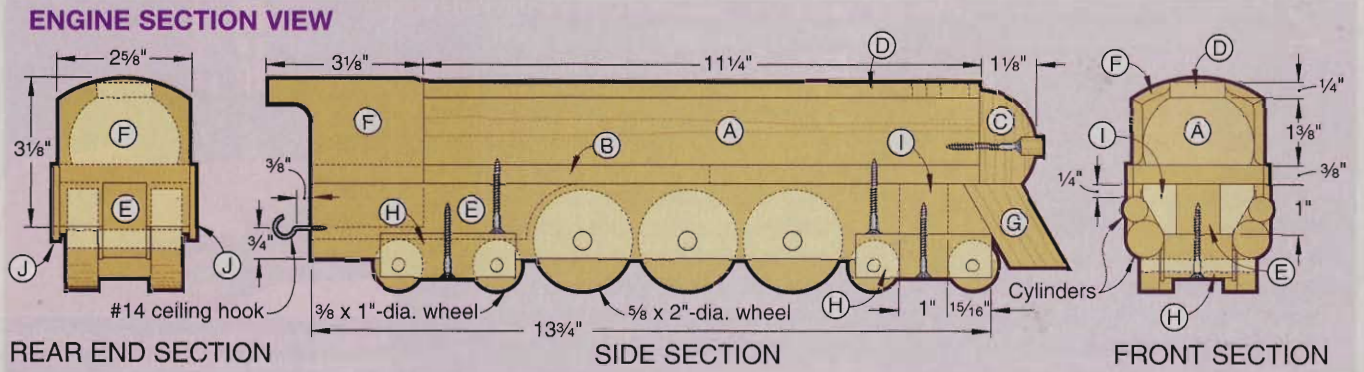 ENGINE SECTION VIEW
2⅝"
3⅛"
F
E
J
J
REAR END SECTION
3⅛"
11¼"
D
1⅛"
F
A
C
B
I
⅜"
H
E
G
¾"
#14 ceiling hook
⅜ x 1"-dia. wheel
⅝ x 2"-dia. wheel
H
1"
15/16"
13¾"
SIDE SECTION
F
D
¼"
I
A
1⅜"
⅜"
¼"
1"
Cylinders
E
H
FRONT SECTION